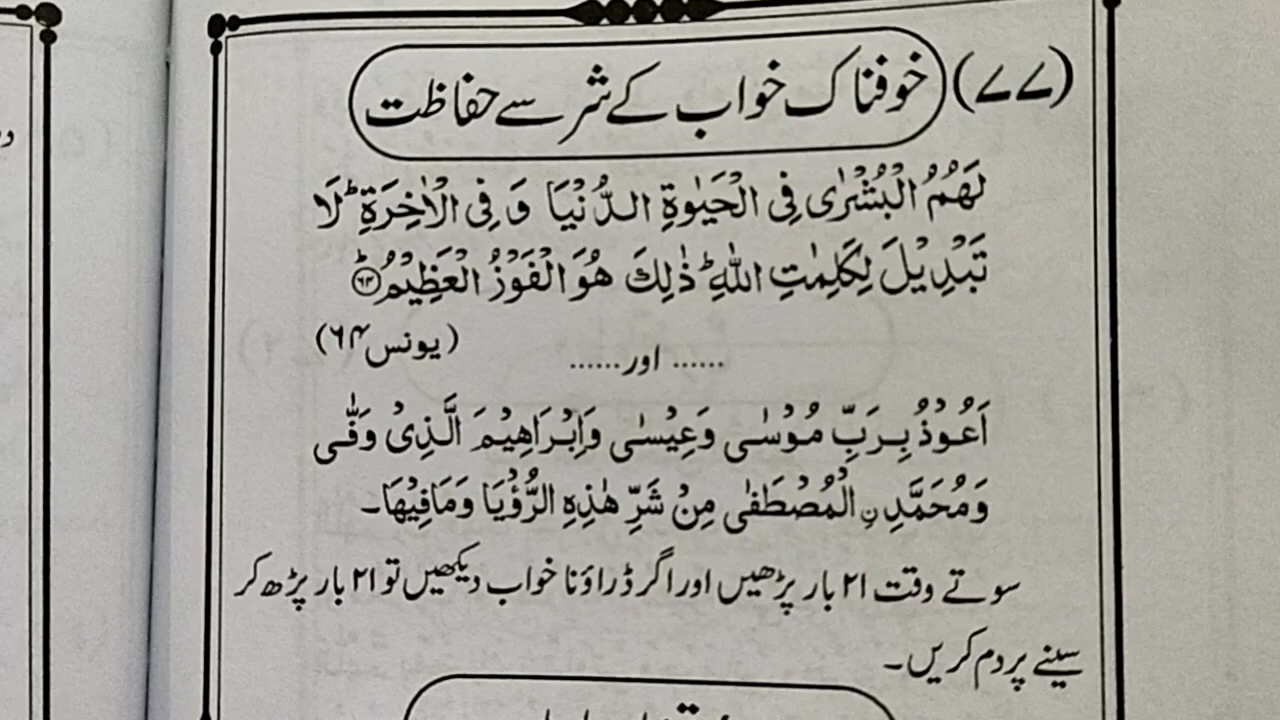 (۷۷) خوفناک خواب کے شر سے حفاظت
لَهُمُ الْبُشْرٰى فِى الْحَيٰوةِ الدُّنْيَا وَ فِى الْاٰخِرَةِ ؕ لَا
تَبْدِيْلَ لِكَلِمٰتِ اللّٰهِ ؕ ذٰلِكَ هُوَ الْفَوْزُ الْعَظِيْمُ ؕ ﴿۶۴﴾
(یونس ۶۴)
...... اور ......
اَعُوْذُ بِرَبِّ مُوْسٰى وَعِيْسٰى وَاِبْرَاهِيْمَ الَّذِىْ وَفّٰى
وَمُحَمَّدِ نِ الْمُصْطَفٰى مِنْ شَرِّ هٰذِهِ الرُّؤْيَا وَمَافِيْهَا۔
سوتے وقت ۲۱ بار پڑھیں اور اگر ڈراؤنا خواب دیکھیں تو ۲۱ بار پڑھ کر
سینے پر دم کریں۔